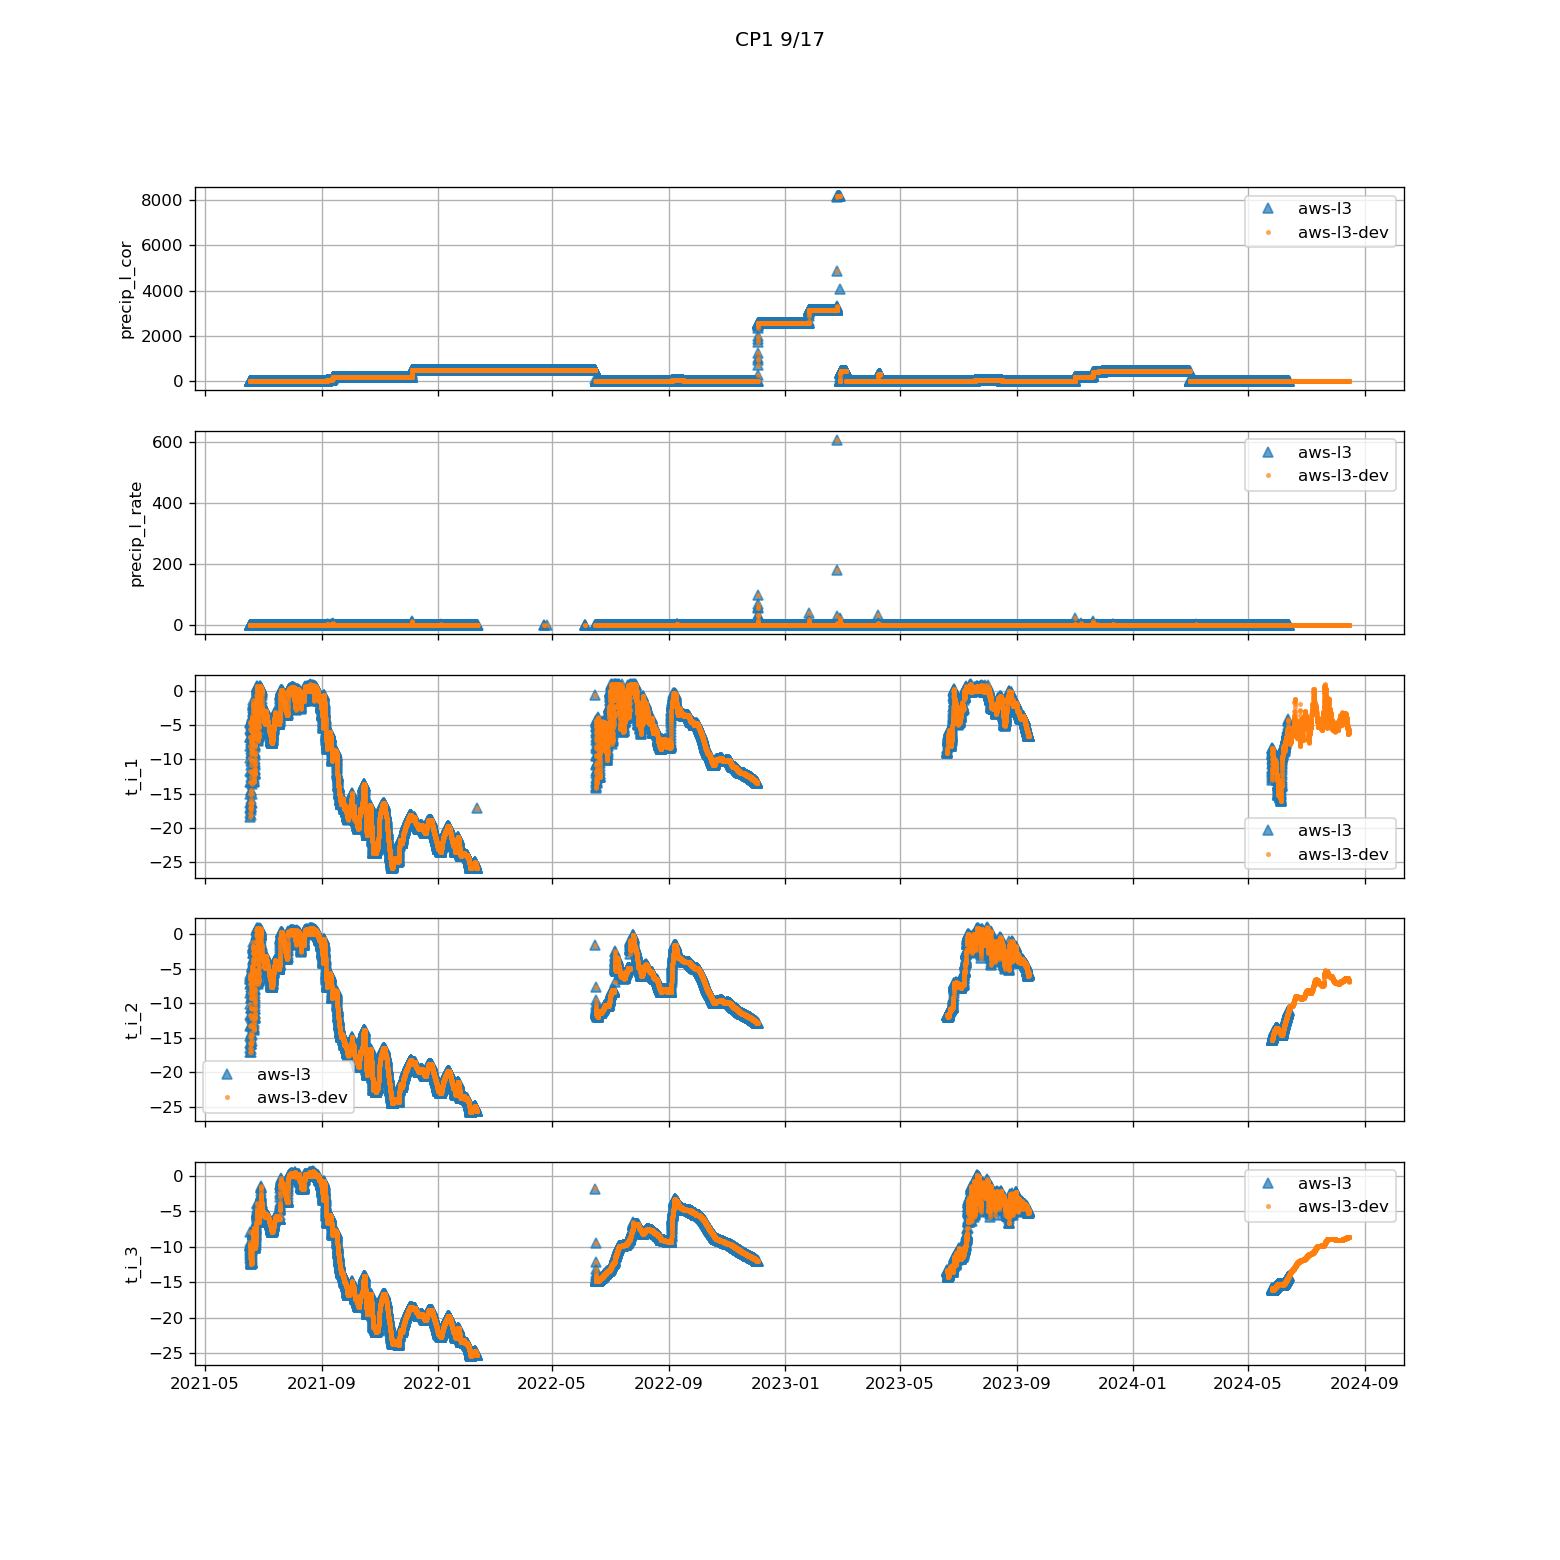 CP1 9/17
8000
6000
4000
2000
0
precip_l_cor
aws-l3
aws-l3-dev
600
400
200
0
precip_l_rate
aws-l3
aws-l3-dev
0
−5
−10
−15
−20
−25
t_i_1
aws-l3
aws-l3-dev
0
−5
−10
−15
−20
−25
t_i_2
aws-l3
aws-l3-dev
0
−5
−10
−15
−20
−25
t_i_3
aws-l3
aws-l3-dev
2021-05 2021-09 2022-01 2022-05 2022-09 2023-01 2023-05 2023-09 2024-01 2024-05 2024-09